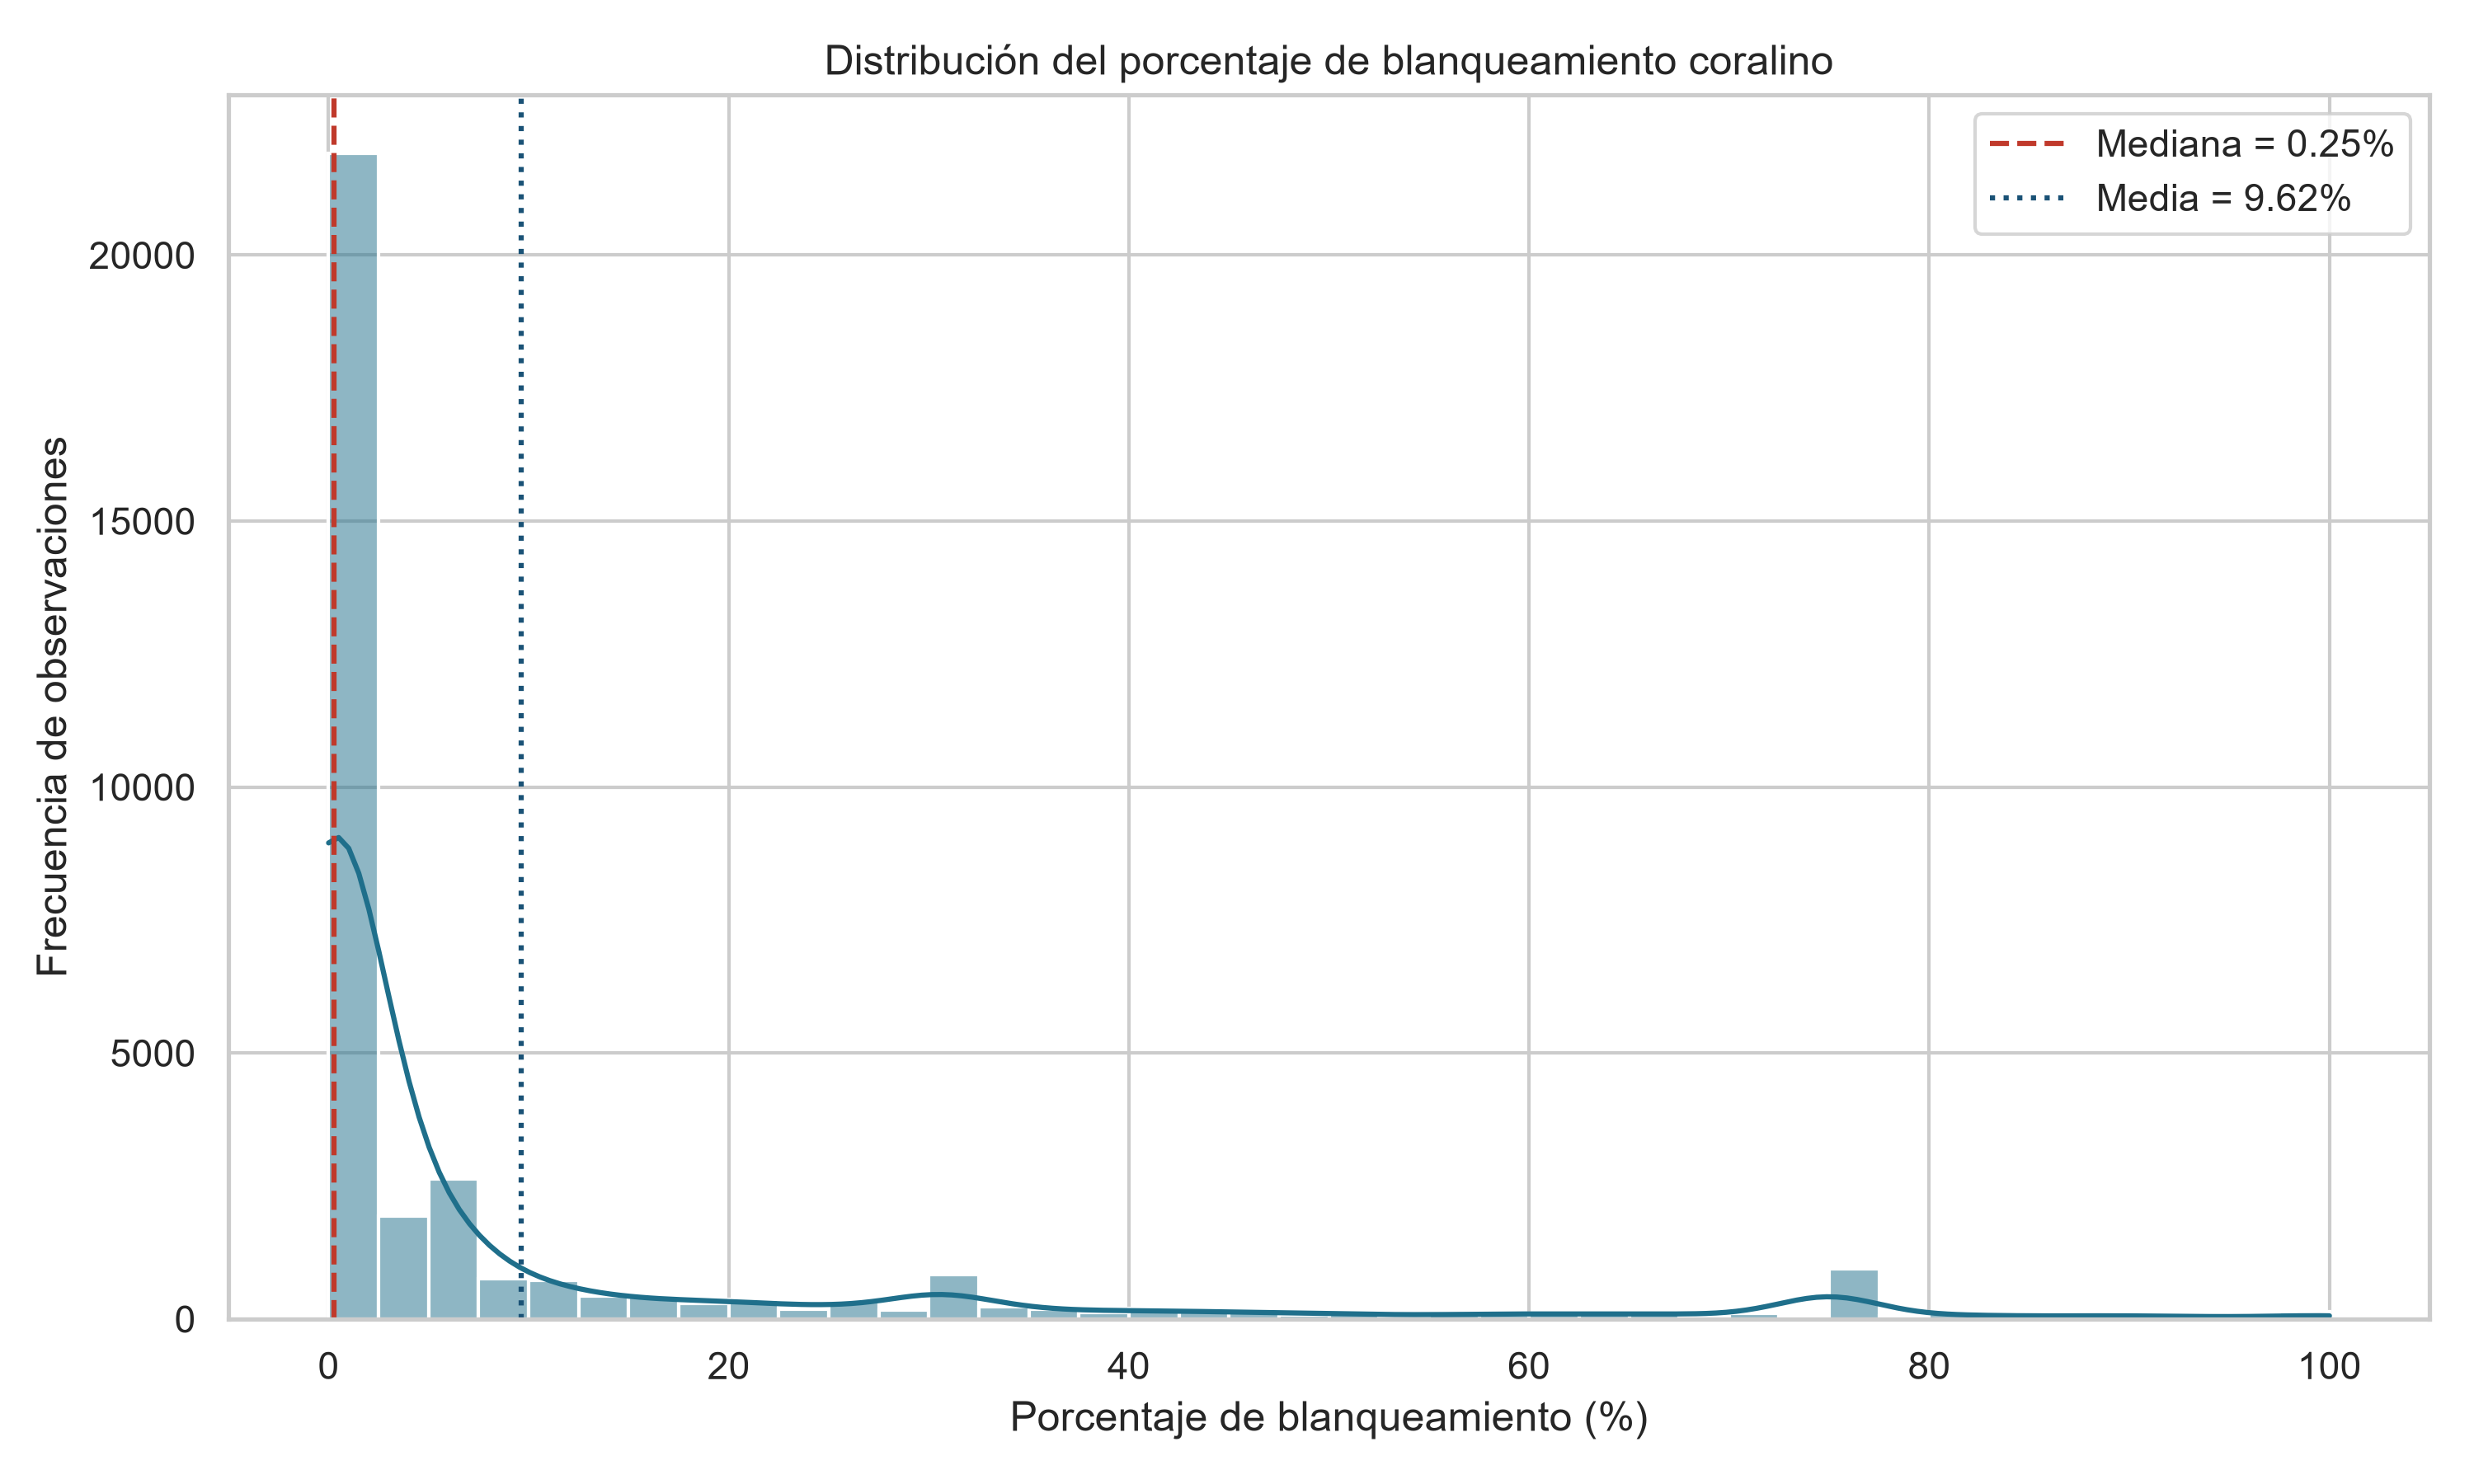 Distribución del porcentaje de blanqueamiento coralino
Mediana = 0.25%
Media = 9.62%
Frecuencia de observaciones
20000
15000
10000
5000
0
0 20 40 60 80 100
Porcentaje de blanqueamiento (%)